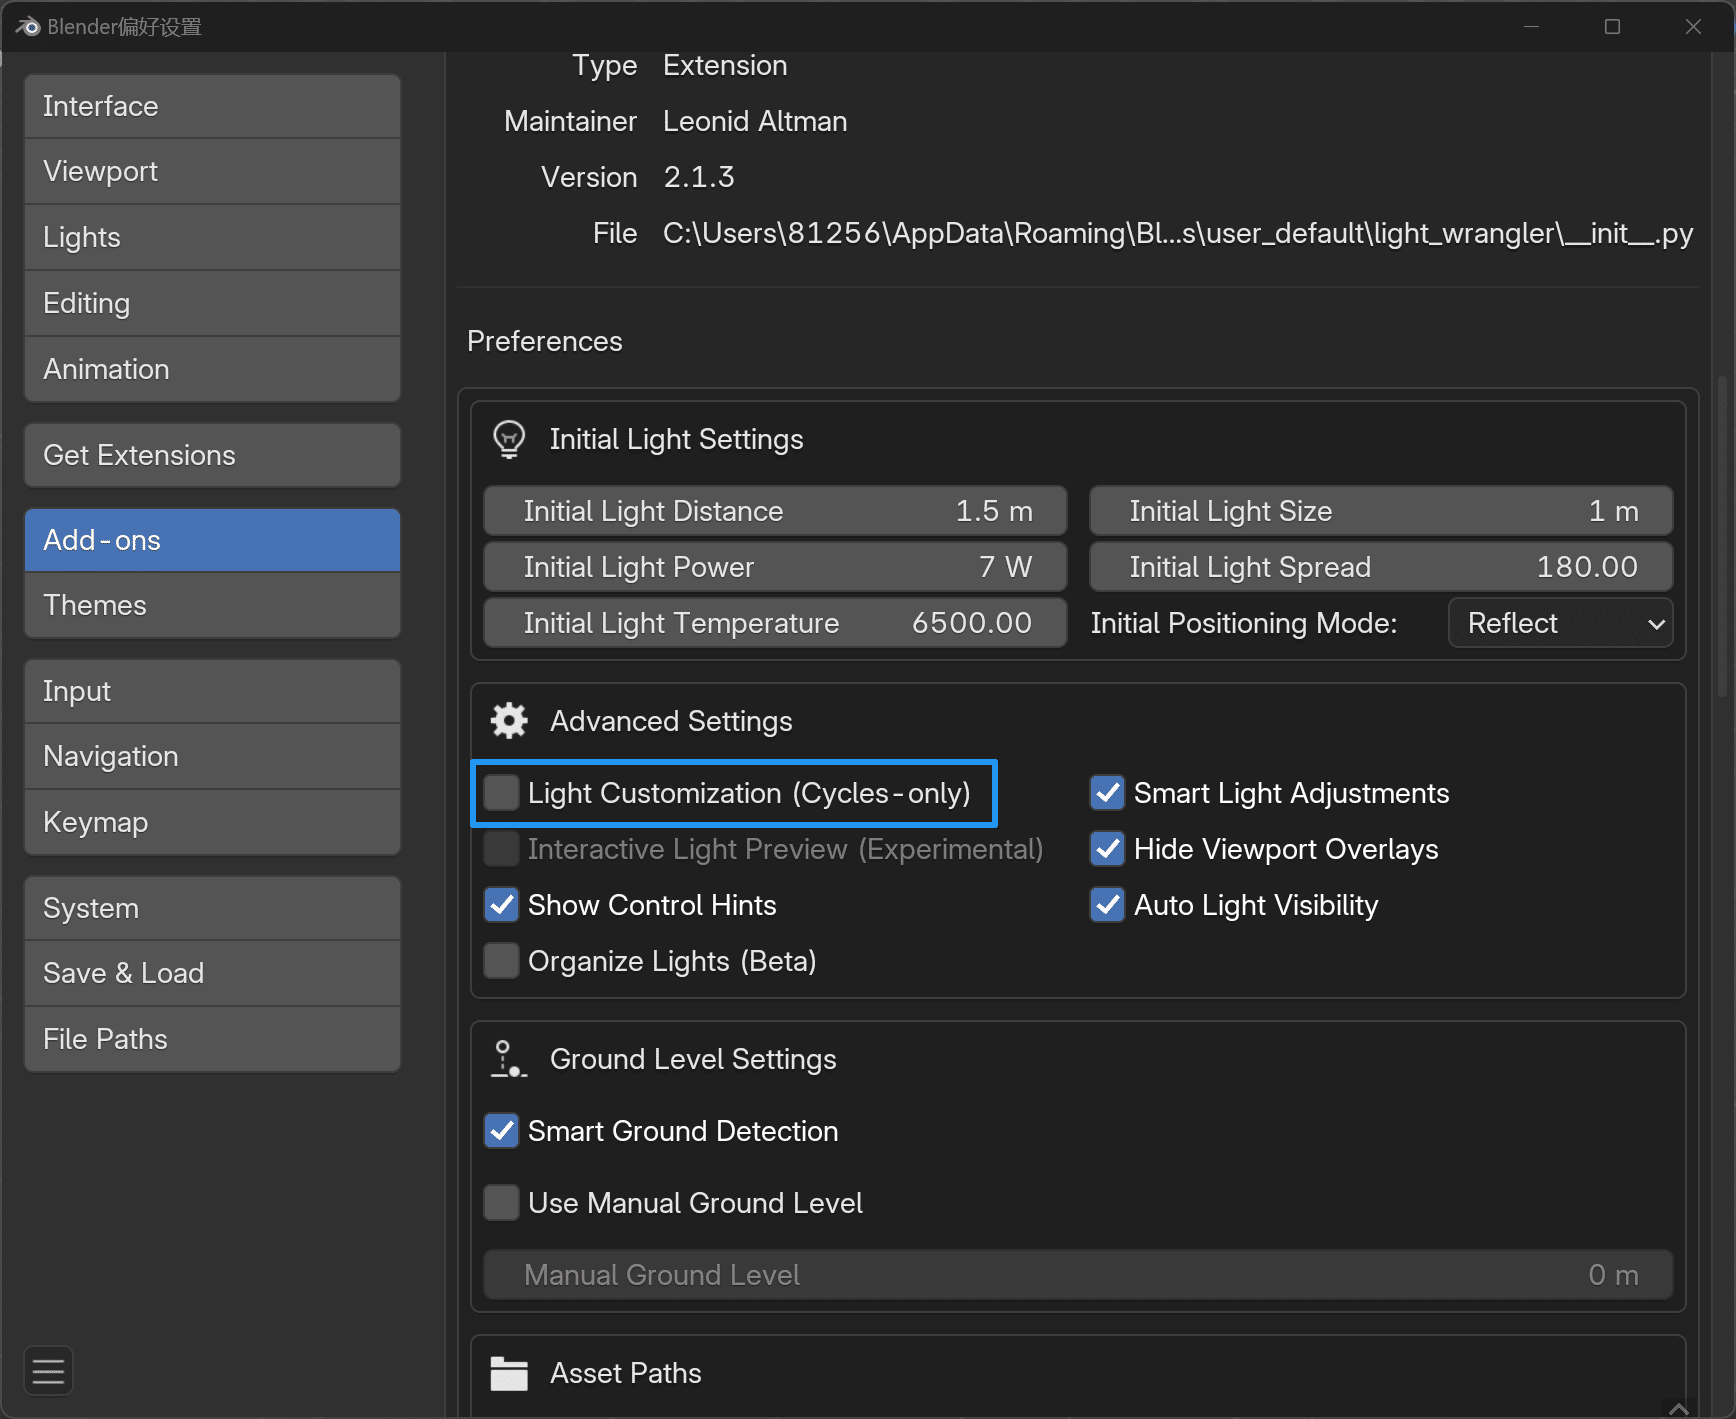 Blender偏好设置
Interface
Viewport
Lights
Editing
Animation
Get Extensions
Add-ons
Themes
Input
Navigation
Keymap
System
Save & Load
File Paths
Type Extension
Maintainer Leonid Altman
Version 2.1.3
File C:\Users\81256\AppData\Roaming\Bl...s\user_default\light_wrangler\__init__.py
Preferences
Initial Light Settings
Initial Light Distance 1.5 m Initial Light Size 1 m
Initial Light Power 7 W Initial Light Spread 180.00
Initial Light Temperature 6500.00 Initial Positioning Mode: Reflect
Advanced Settings
Light Customization (Cycles-only) Smart Light Adjustments
Interactive Light Preview (Experimental) Hide Viewport Overlays
Show Control Hints Auto Light Visibility
Organize Lights (Beta)
Ground Level Settings
Smart Ground Detection
Use Manual Ground Level
Manual Ground Level 0 m
Asset Paths